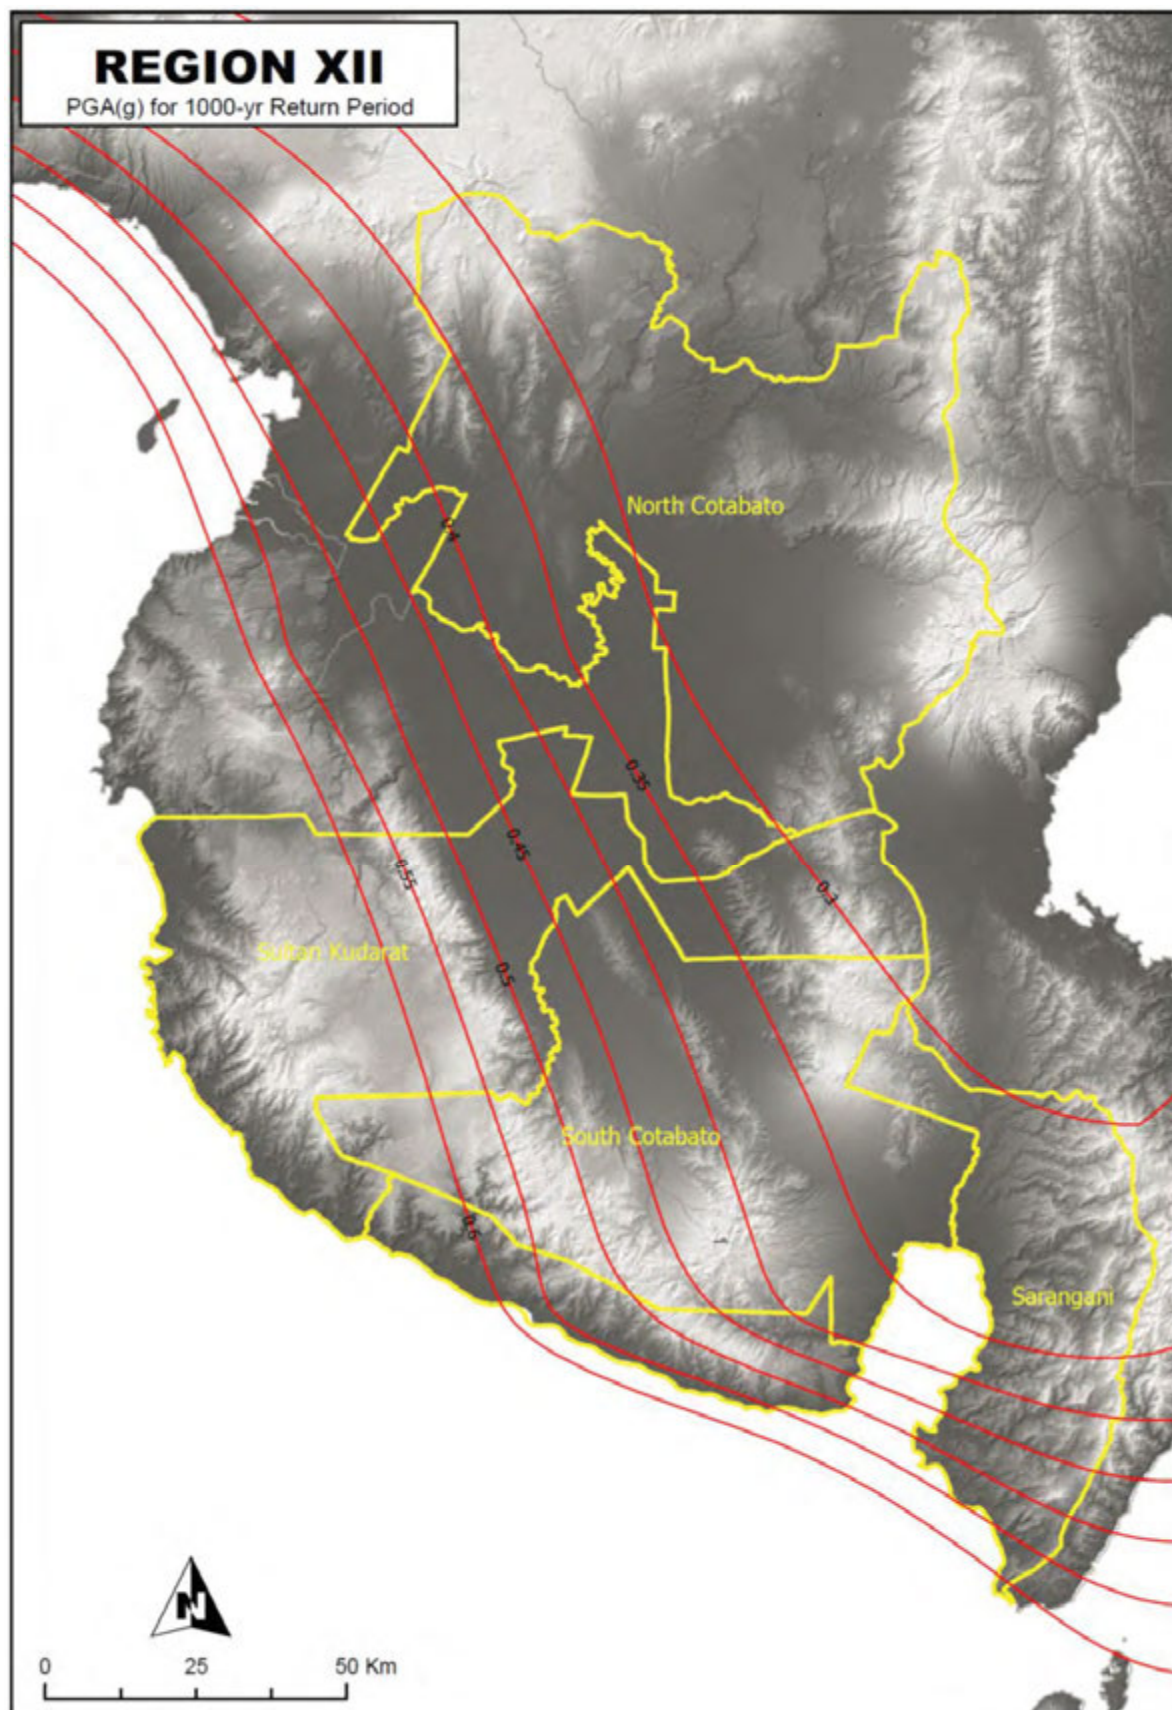 REGION XII
PGA(g) for 1000-yr Return Period
North Cotabato
0.4
0.35
0.45
0.55
0.3
Sultan Kudarat
0.5
South Cotabato
0.6
Sarangani
N
0 25 50 Km